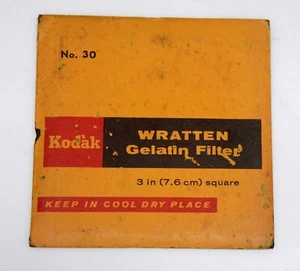 No. 30
Kodak
WRATTEN
Gelatin Filter
3 in (7.6 cm) square
KEEP IN COOL DRY PLACE